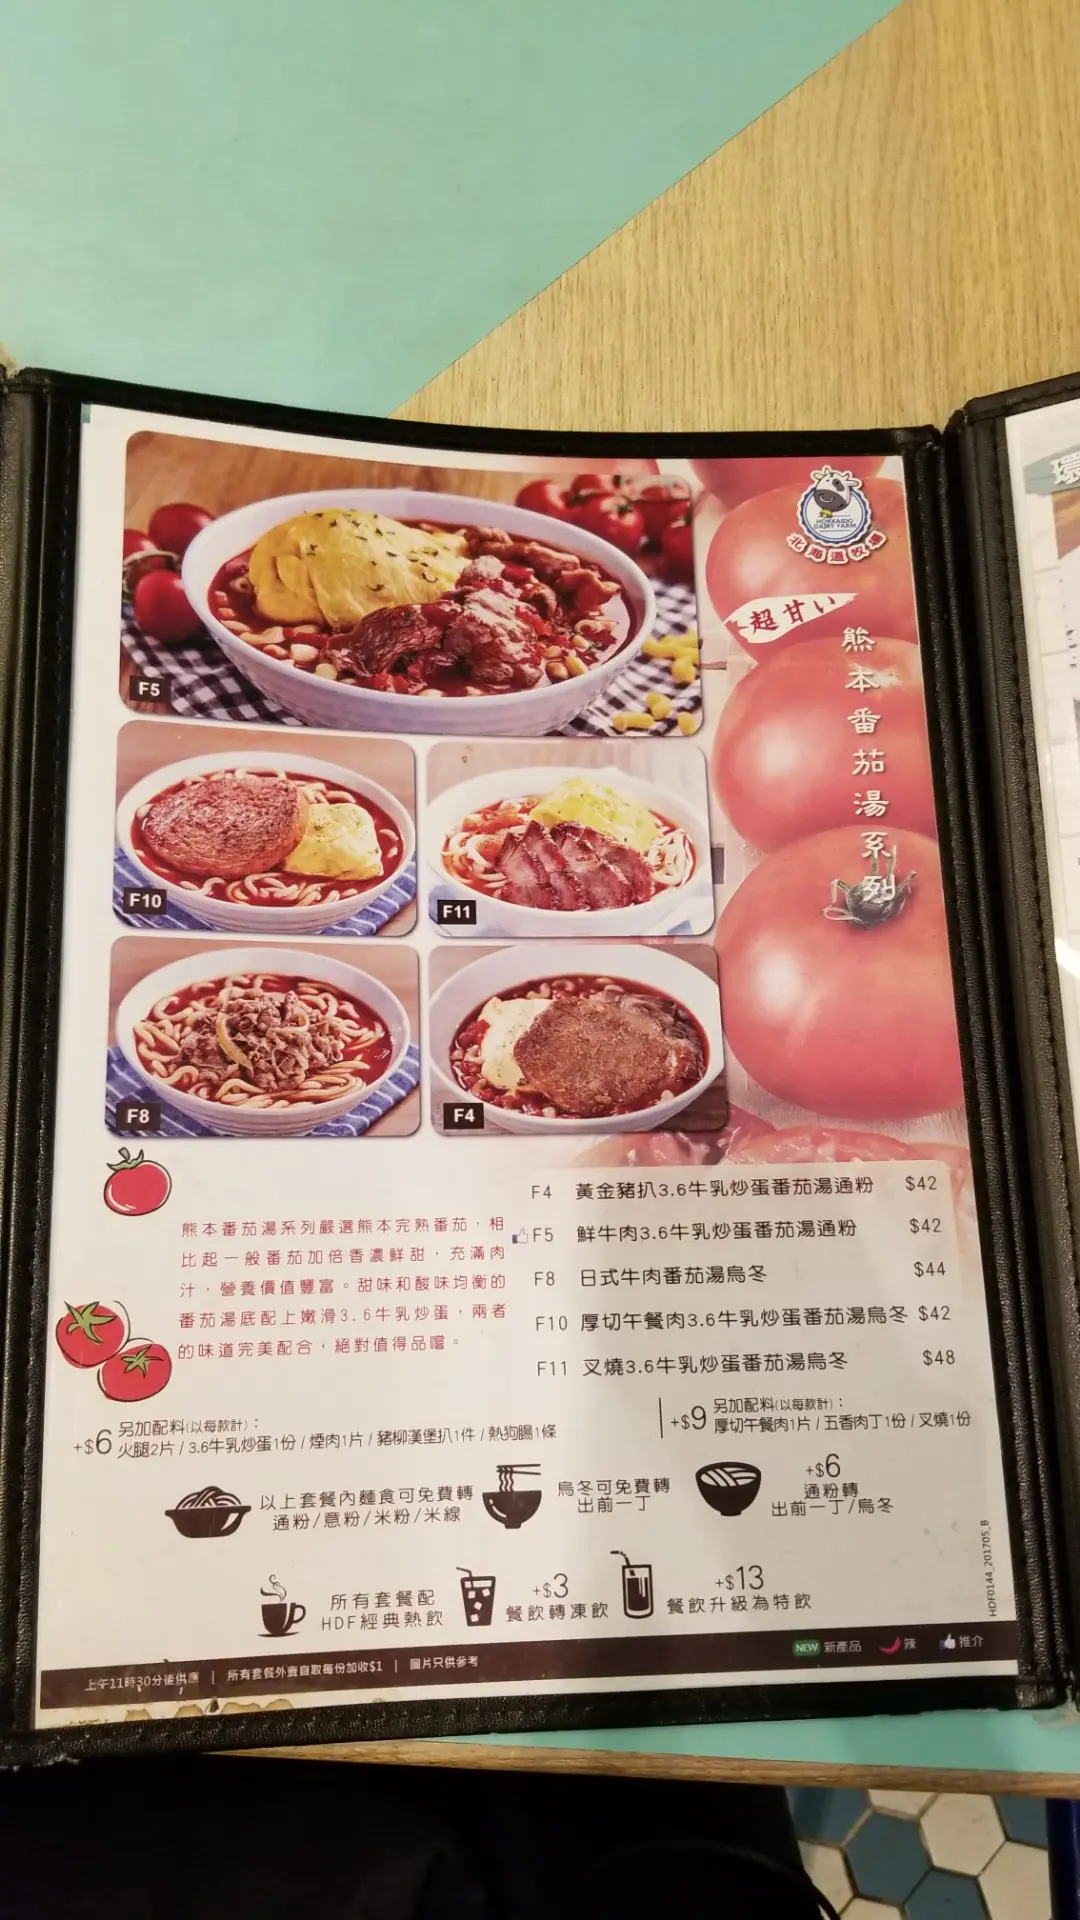 HOKKAIDO
DAIRY FARM
北海道牧場
超甘い
熊本番茄湯系列
F5
F10
F11
F8
F4
熊本番茄湯系列嚴選熊本完熟番茄，相
比起一般番茄加倍香濃鮮甜，充滿肉
汁，營養價值豐富。甜味和酸味均衡的
番茄湯底配上嫩滑3.6牛乳炒蛋，兩者
的味道完美配合，絕對值得品嚐。
F4 黃金豬扒3.6牛乳炒蛋番茄湯通粉 $42
F5 鮮牛肉3.6牛乳炒蛋番茄湯通粉 $42
F8 日式牛肉番茄湯烏冬 $44
F10 厚切午餐肉3.6牛乳炒蛋番茄湯烏冬 $42
F11 叉燒3.6牛乳炒蛋番茄湯烏冬 $48
+$6 另加配料(以每款計)：
火腿2片 / 3.6牛乳炒蛋1份 / 煙肉1片 / 豬柳漢堡扒1件 / 熱狗腸1條
+$9 另加配料(以每款計)：
厚切午餐肉1片 / 五香肉丁1份 / 叉燒1份
以上套餐內麵食可免費轉
通粉/意粉/米粉/米線
烏冬可免費轉
出前一丁
+$6
通粉轉
出前一丁/烏冬
所有套餐配
HDF經典熱飲
+$3
餐飲轉凍飲
+$13
餐飲升級為特飲
HDF0144_201705_B
NEW 新產品 辣 推介
上午11時30分後供應 | 所有套餐外賣自取每份加收$1 | 圖片只供參考
環